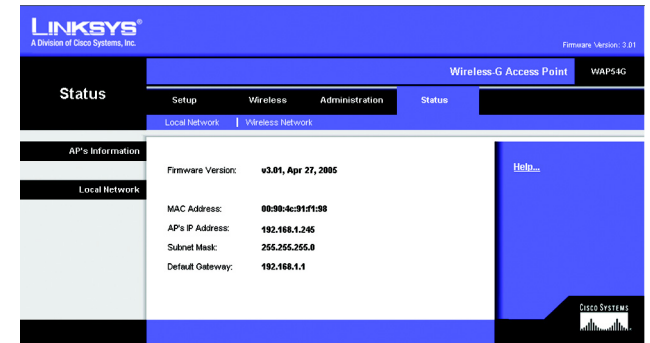 LINKSYS®
A Division of Cisco Systems, Inc.
Firmware Version: 3.01
Wireless-G Access Point WAP54G
Status
Setup Wireless Administration Status
Local Network | Wireless Network
AP's Information
Firmware Version: v3.01, Apr 27, 2005
Help...
Local Network
MAC Address: 00:90:4c:91:f1:98
AP's IP Address: 192.168.1.245
Subnet Mask: 255.255.255.0
Default Gateway: 192.168.1.1
CISCO SYSTEMS